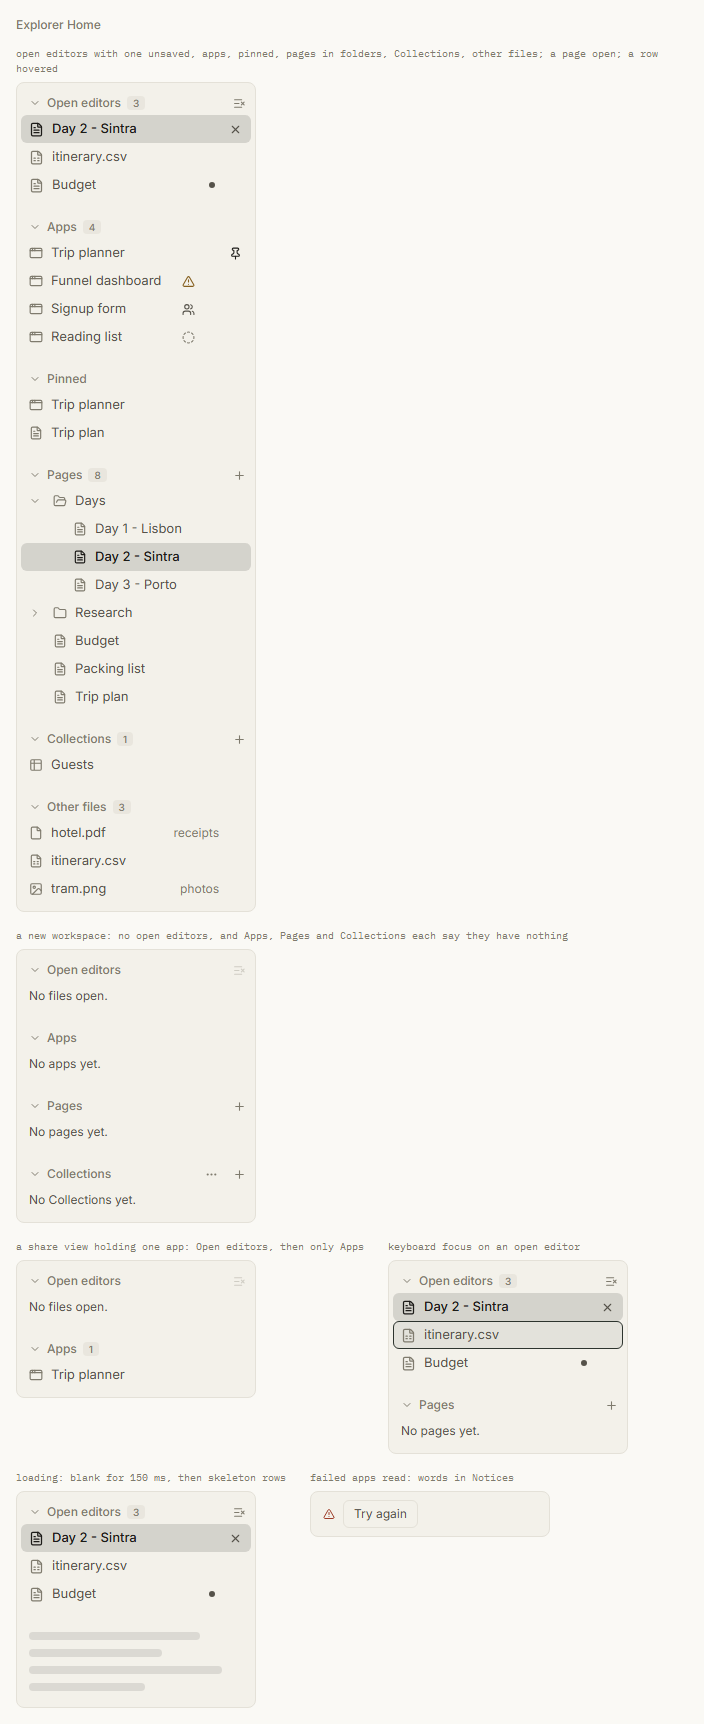 Explorer Home
open editors with one unsaved, apps, pinned, pages in folders, Collections, other files; a page open; a row
hovered
Open editors 3
Day 2 - Sintra
itinerary.csv
Budget
Apps 4
Trip planner
Funnel dashboard
Signup form
Reading list
Pinned
Trip planner
Trip plan
Pages 8
Days
Day 1 - Lisbon
Day 2 - Sintra
Day 3 - Porto
Research
Budget
Packing list
Trip plan
Collections 1
Guests
Other files 3
hotel.pdf receipts
itinerary.csv
tram.png photos
a new workspace: no open editors, and Apps, Pages and Collections each say they have nothing
Open editors
No files open.
Apps
No apps yet.
Pages
No pages yet.
Collections
No Collections yet.
a share view holding one app: Open editors, then only Apps
Open editors
No files open.
Apps 1
Trip planner
keyboard focus on an open editor
Open editors 3
Day 2 - Sintra
itinerary.csv
Budget
Pages
No pages yet.
loading: blank for 150 ms, then skeleton rows
Open editors 3
Day 2 - Sintra
itinerary.csv
Budget
failed apps read: words in Notices
Try again